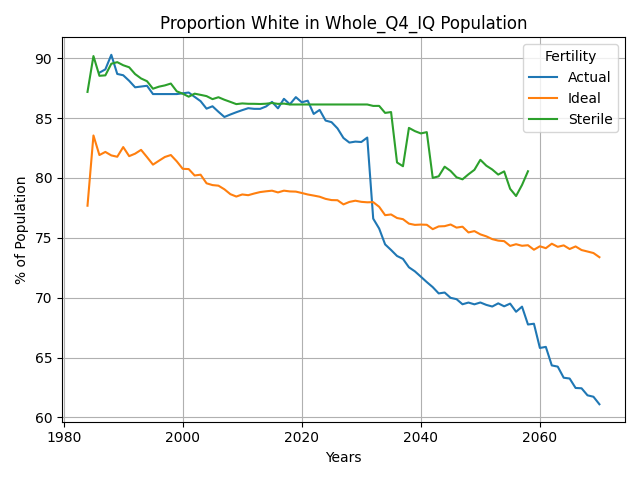 Proportion White in Whole_Q4_IQ Population
% of Population
90
85
80
75
70
65
60
1980
2000
2020
2040
2060
Years
Fertility
Actual
Ideal
Sterile